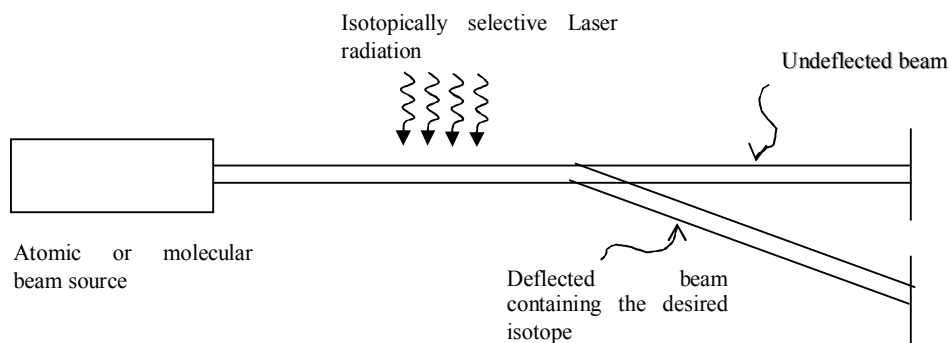 Isotopically selective Laser
radiation
Undeflected beam
Atomic or molecular
beam source
Deflected beam
containing the desired
isotope